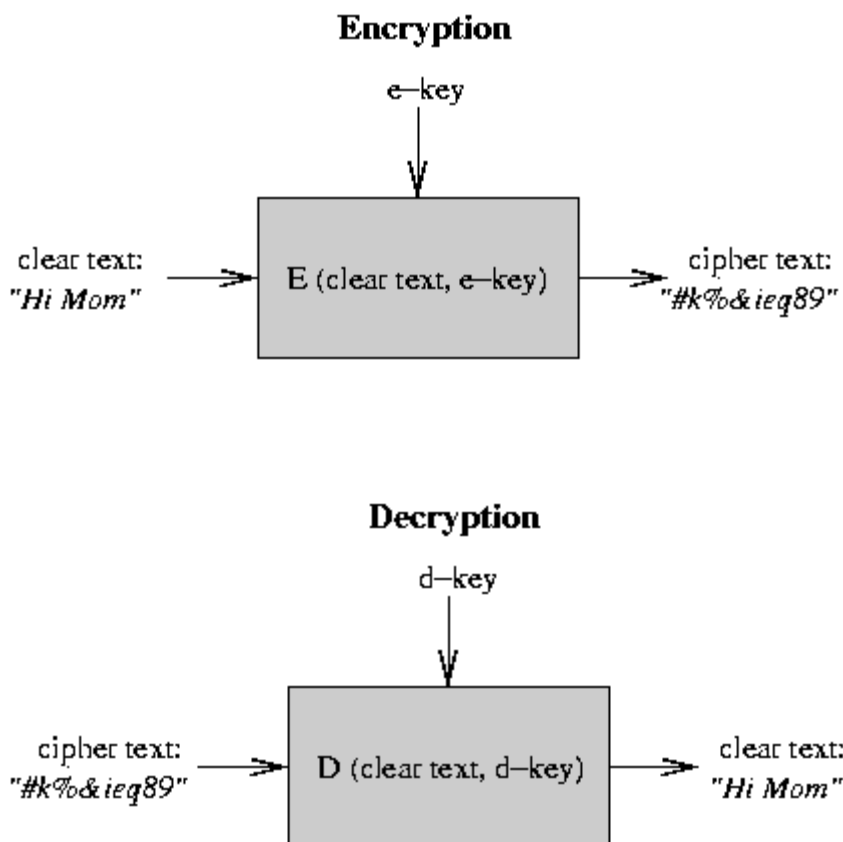 Encryption
e–key
clear text:
"Hi Mom"
E (clear text, e–key)
cipher text:
"#k%&ieq89"
Decryption
d–key
cipher text:
"#k%&ieq89"
D (clear text, d–key)
clear text:
"Hi Mom"